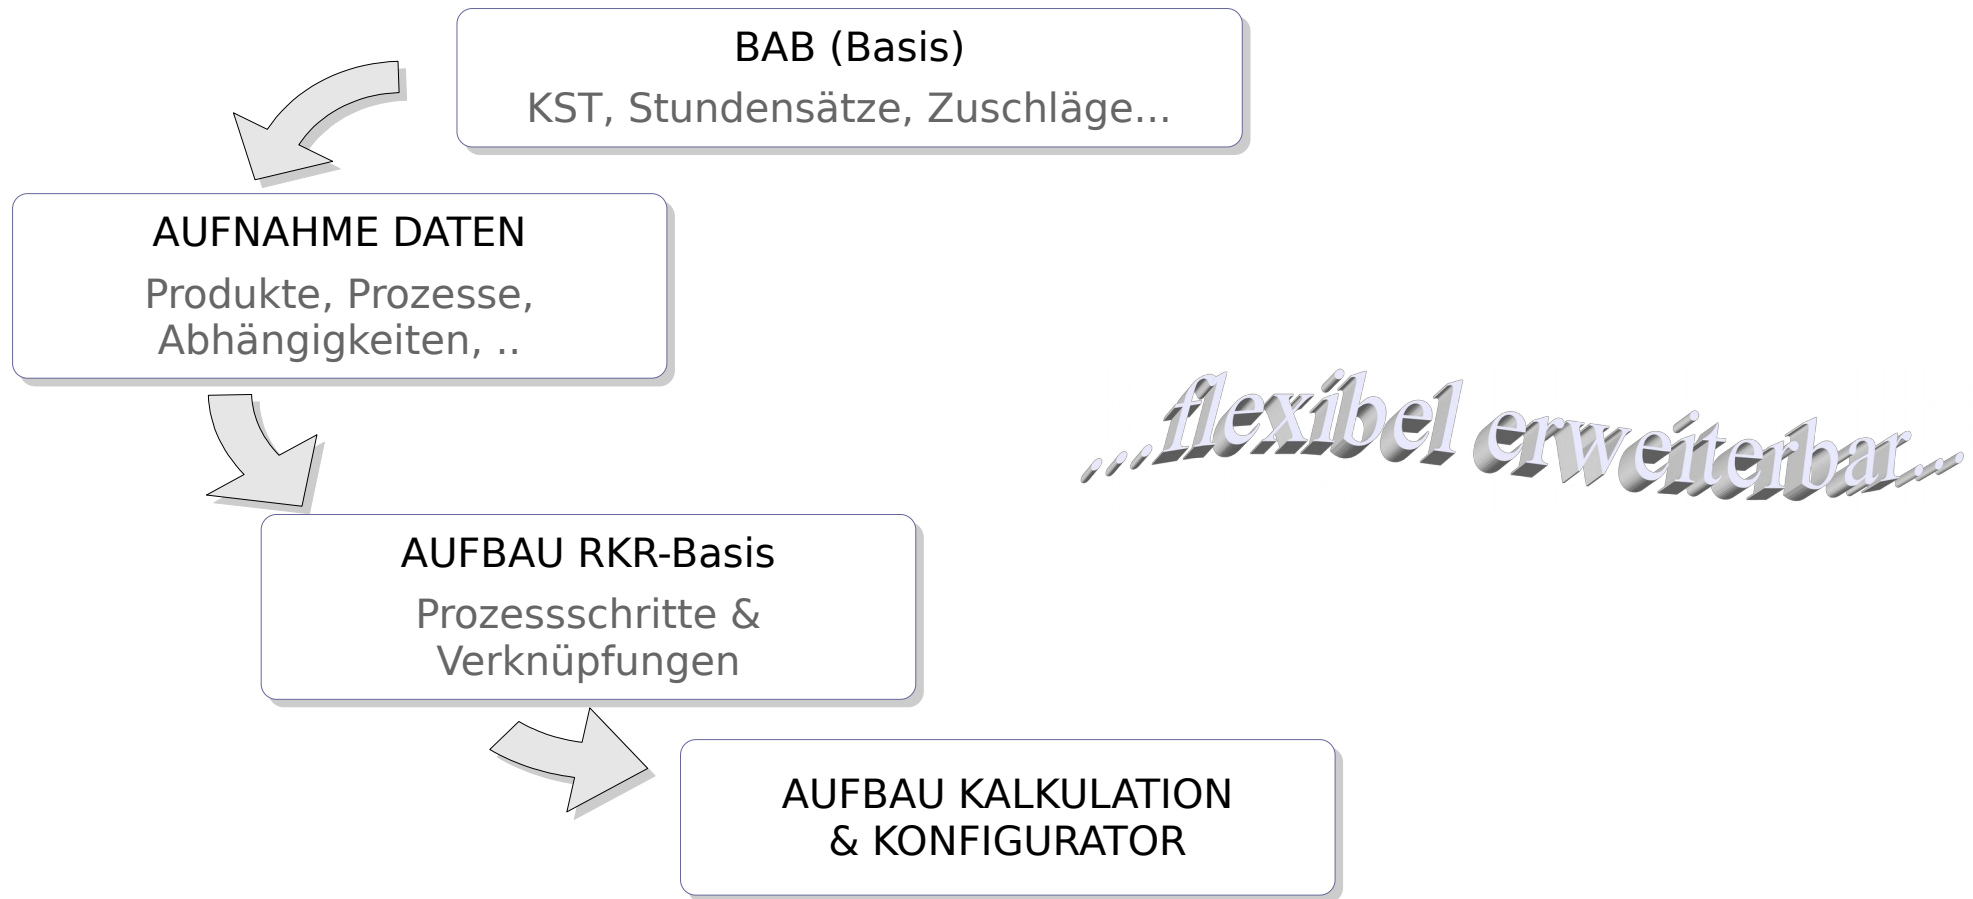 BAB (Basis)
KST, Stundensätze, Zuschläge...
AUFNAHME DATEN
Produkte, Prozesse,
Abhängigkeiten, ..
...flexibel erweiterbar...
AUFBAU RKR-Basis
Prozessschritte &
Verknüpfungen
AUFBAU KALKULATION
& KONFIGURATOR